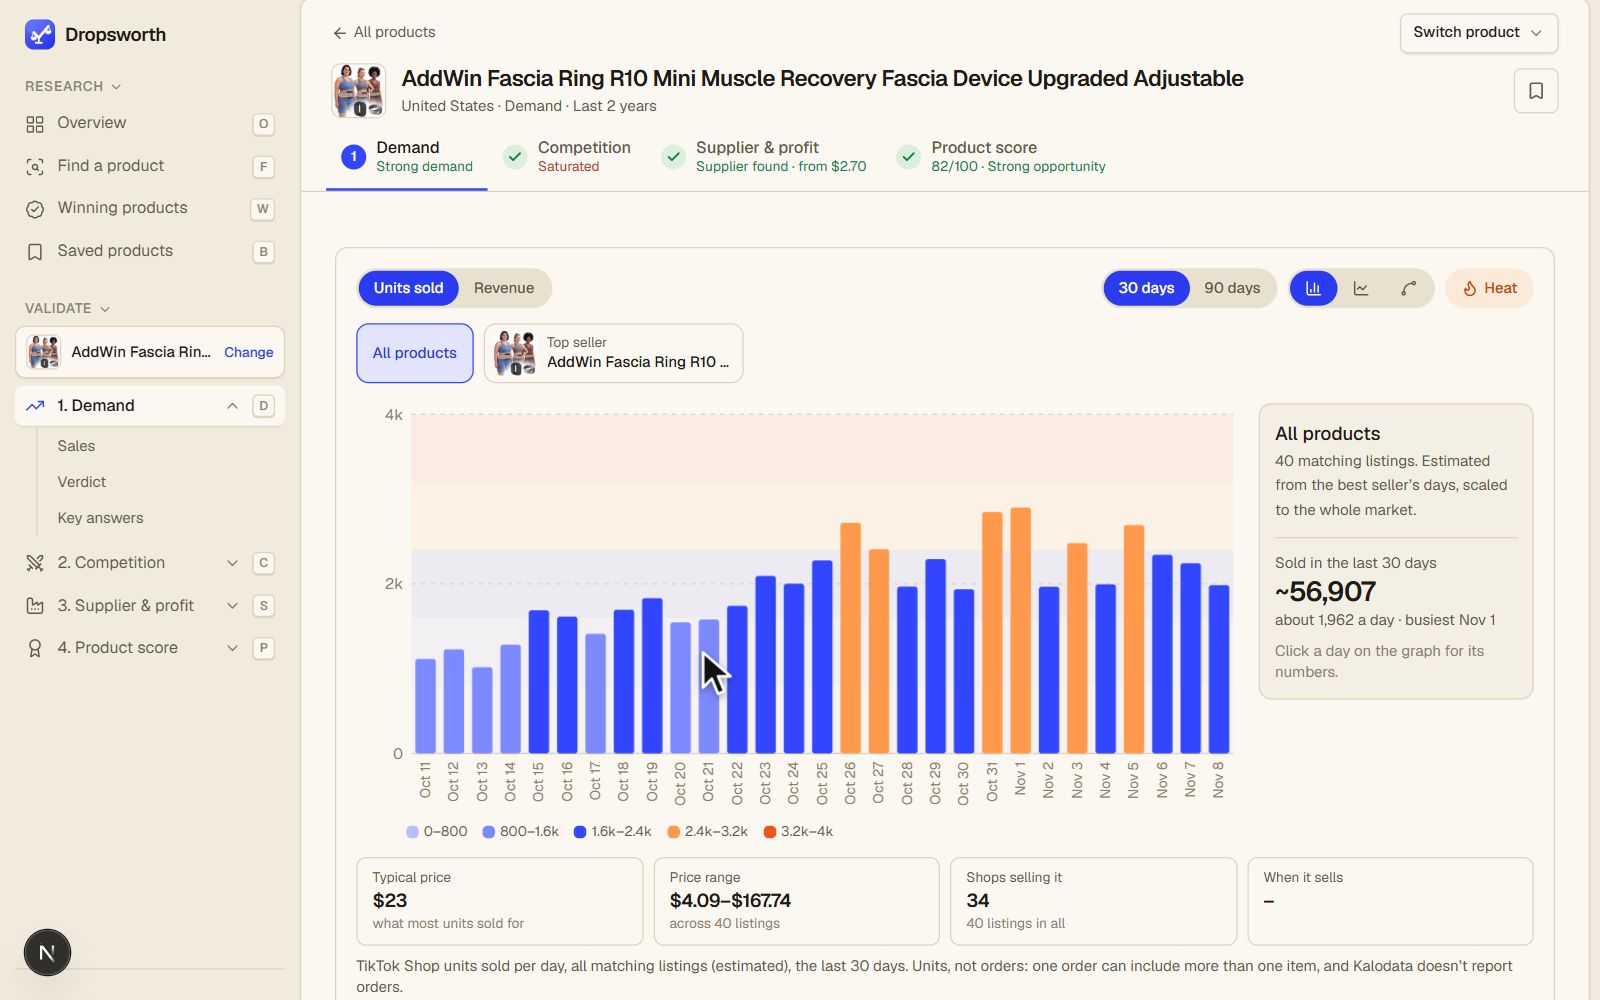 Dropsworth
RESEARCH
Overview
O
Find a product
F
Winning products
W
Saved products
B
VALIDATE
AddWin Fascia Rin...
Change
1. Demand
D
Sales
Verdict
Key answers
2. Competition
C
3. Supplier & profit
S
4. Product score
P
N
All products
Switch product
AddWin Fascia Ring R10 Mini Muscle Recovery Fascia Device Upgraded Adjustable
United States · Demand · Last 2 years
1
Demand
Strong demand
Competition
Saturated
Supplier & profit
Supplier found · from $2.70
Product score
82/100 · Strong opportunity
Units sold
Revenue
30 days
90 days
Heat
All products
Top seller
AddWin Fascia Ring R10 ...
4k
2k
0
Oct 11
Oct 12
Oct 13
Oct 14
Oct 15
Oct 16
Oct 17
Oct 18
Oct 19
Oct 20
Oct 21
Oct 22
Oct 23
Oct 24
Oct 25
Oct 26
Oct 27
Oct 28
Oct 29
Oct 30
Oct 31
Nov 1
Nov 2
Nov 3
Nov 4
Nov 5
Nov 6
Nov 7
Nov 8
0–800
800–1.6k
1.6k–2.4k
2.4k–3.2k
3.2k–4k
All products
40 matching listings. Estimated
from the best seller’s days, scaled
to the whole market.
Sold in the last 30 days
~56,907
about 1,962 a day · busiest Nov 1
Click a day on the graph for its
numbers.
Typical price
$23
what most units sold for
Price range
$4.09–$167.74
across 40 listings
Shops selling it
34
40 listings in all
When it sells
–
TikTok Shop units sold per day, all matching listings (estimated), the last 30 days. Units, not orders: one order can include more than one item, and Kalodata doesn’t report
orders.